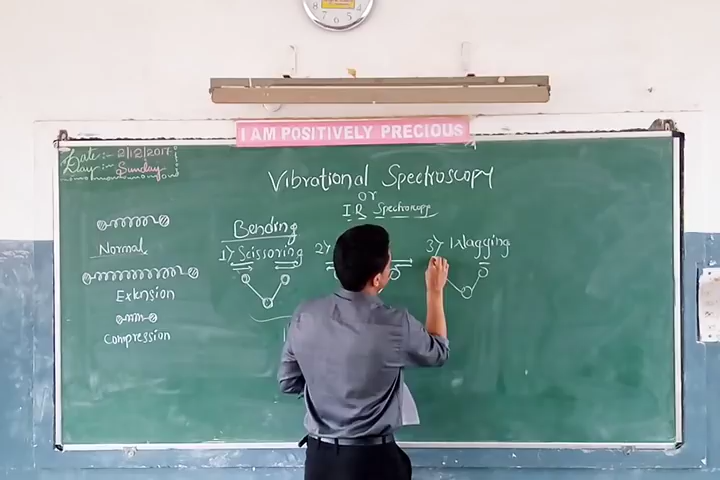 I AM POSITIVELY PRECIOUS
Date :- 2/12/2017
Day :- Sunday
Vibrational Spectroscopy
or
IR Spectroscopy
Normal
Extension
Compression
Bending
1) Scissoring
2)
3) Wagging